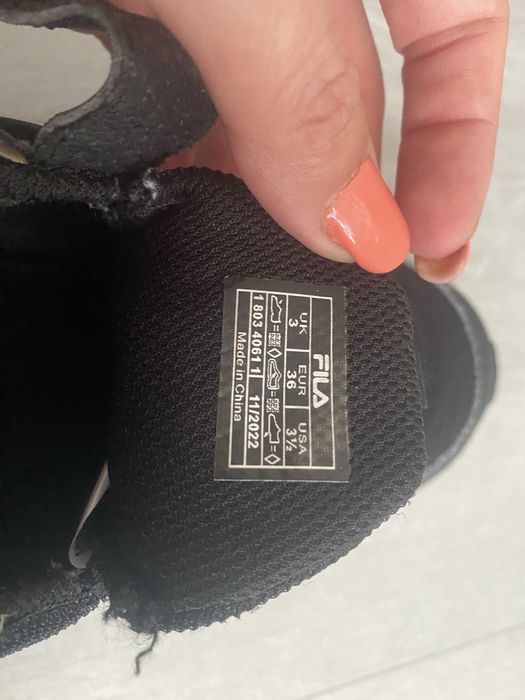 FILA
UK EUR USA
3 36 3½
= ◇ = =◇
1 803 4061 1 11/2022
Made in China